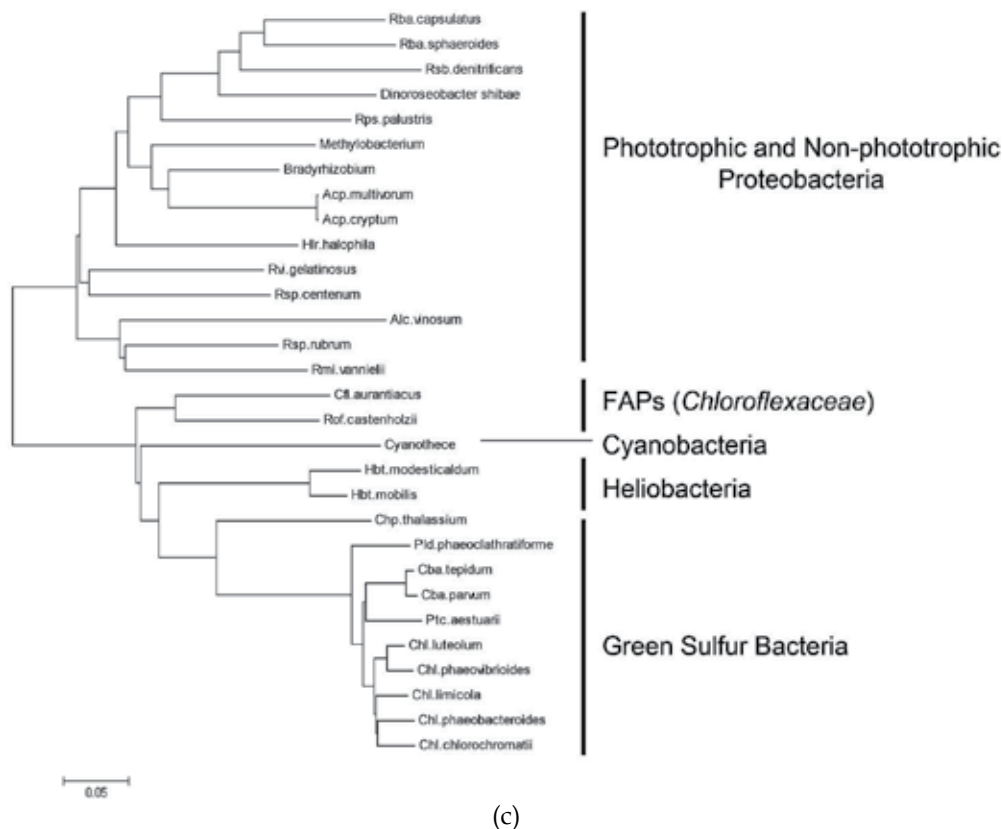 Rba.capsulatus
Rba.sphaeroides
Rsb.denitrificans
Dinoroseobacter shibae
Rps.palustris
Methylobacterium
Bradyrhizobium
Acp.multivorum
Acp.cryptum
Hlr.halophila
Rvi.gelatinosus
Rsp.centenum
Alc.vinosum
Rsp.rubrum
Rmi.vannielii
Phototrophic and Non-phototrophic
Proteobacteria
Cfl.aurantiacus
Rof.castenholzii
FAPs (Chloroflexaceae)
Cyanothece
Cyanobacteria
Hbt.modesticaldum
Hbt.mobilis
Heliobacteria
Chp.thalassium
Pld.phaeoclathratiforme
Cba.tepidum
Cba.parvum
Ptc.aestuarii
Chl.luteolum
Chl.phaeovibrioides
Chl.limicola
Chl.phaeobacteroides
Chl.chlorochromatii
Green Sulfur Bacteria
0.05
(c)